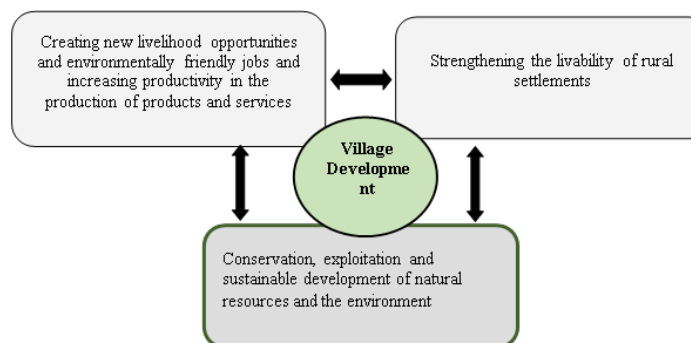 Creating new livelihood opportunities
and environmentally friendly jobs and
increasing productivity in the
production of products and services
Strengthening the livability of rural
settlements
Village
Developme
nt
Conservation, exploitation and
sustainable development of natural
resources and the environment